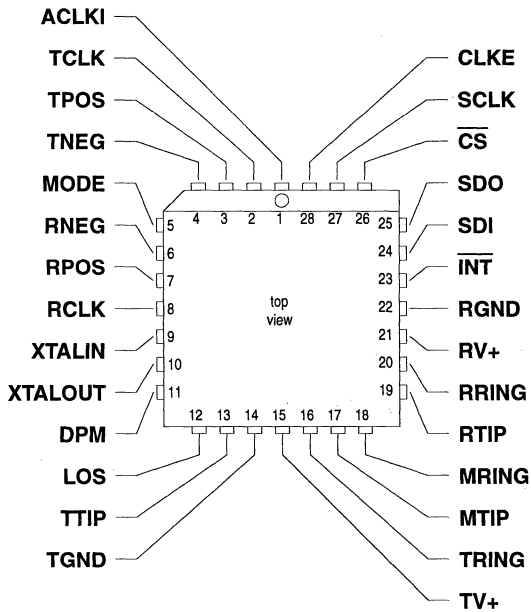 ACLKI
TCLK
TPOS
TNEG
MODE
RNEG
RPOS
RCLK
XTALIN
XTALOUT
DPM
LOS
TTIP
TGND
CLKE
SCLK
C̅S̅
SDO
SDI
I̅N̅T̅
RGND
RV+
RRING
RTIP
MRING
MTIP
TRING
TV+
4 3 2 1 28 27 26
5
6
7
8
9
10
11
25
24
23
22
21
20
19
top
view
12 13 14 15 16 17 18